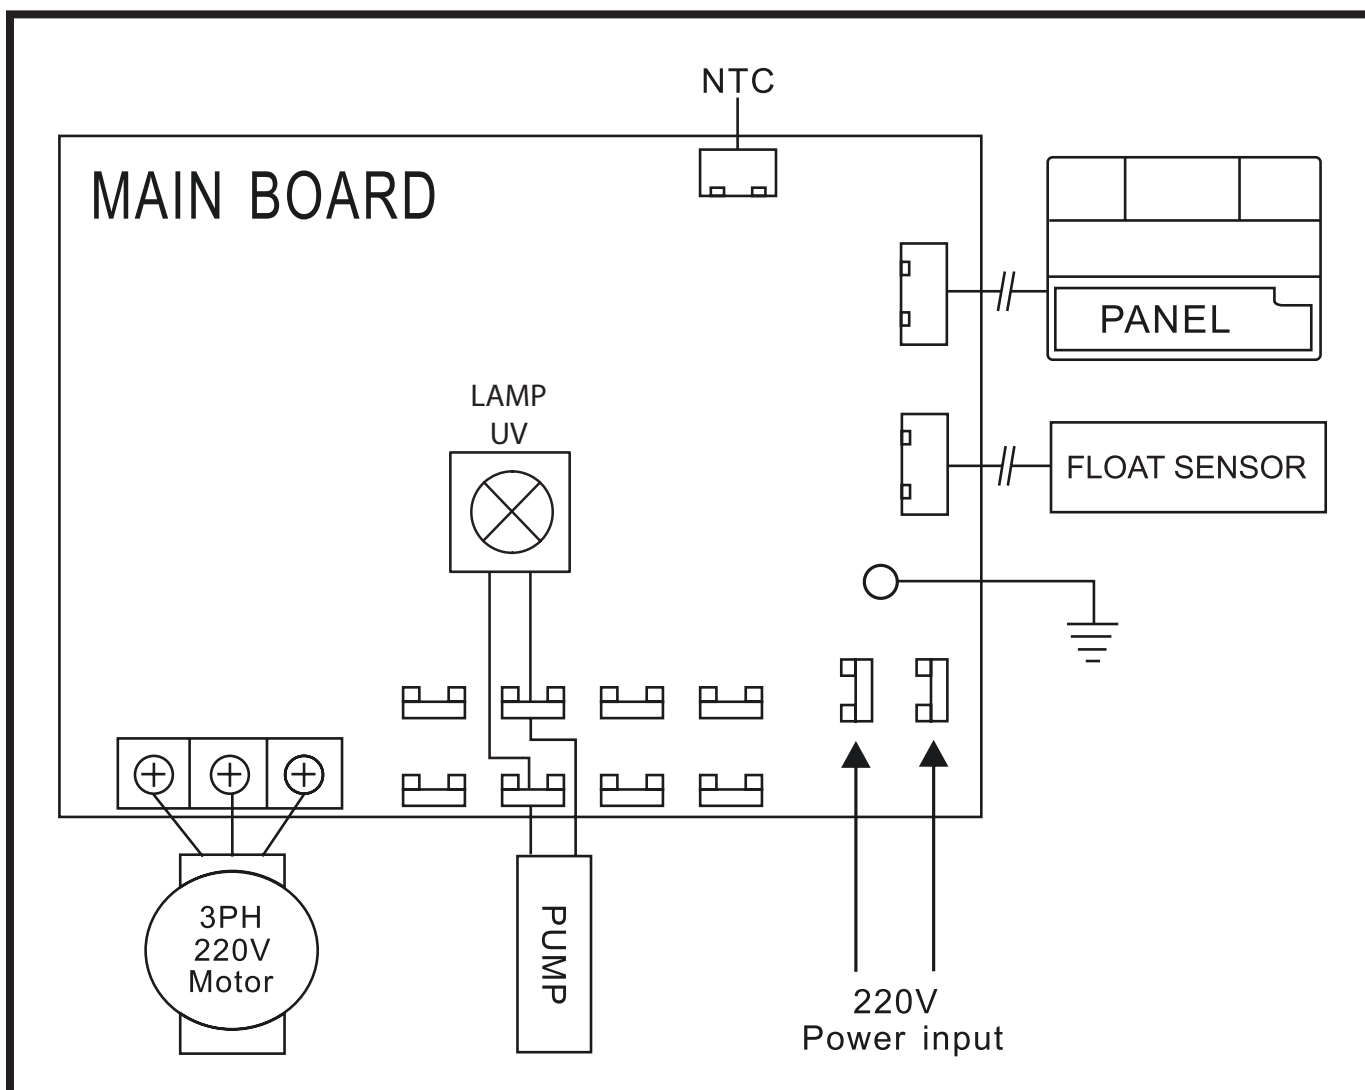 NTC
MAIN BOARD
PANEL
LAMP
UV
FLOAT SENSOR
3PH
220V
Motor
PUMP
220V
Power input